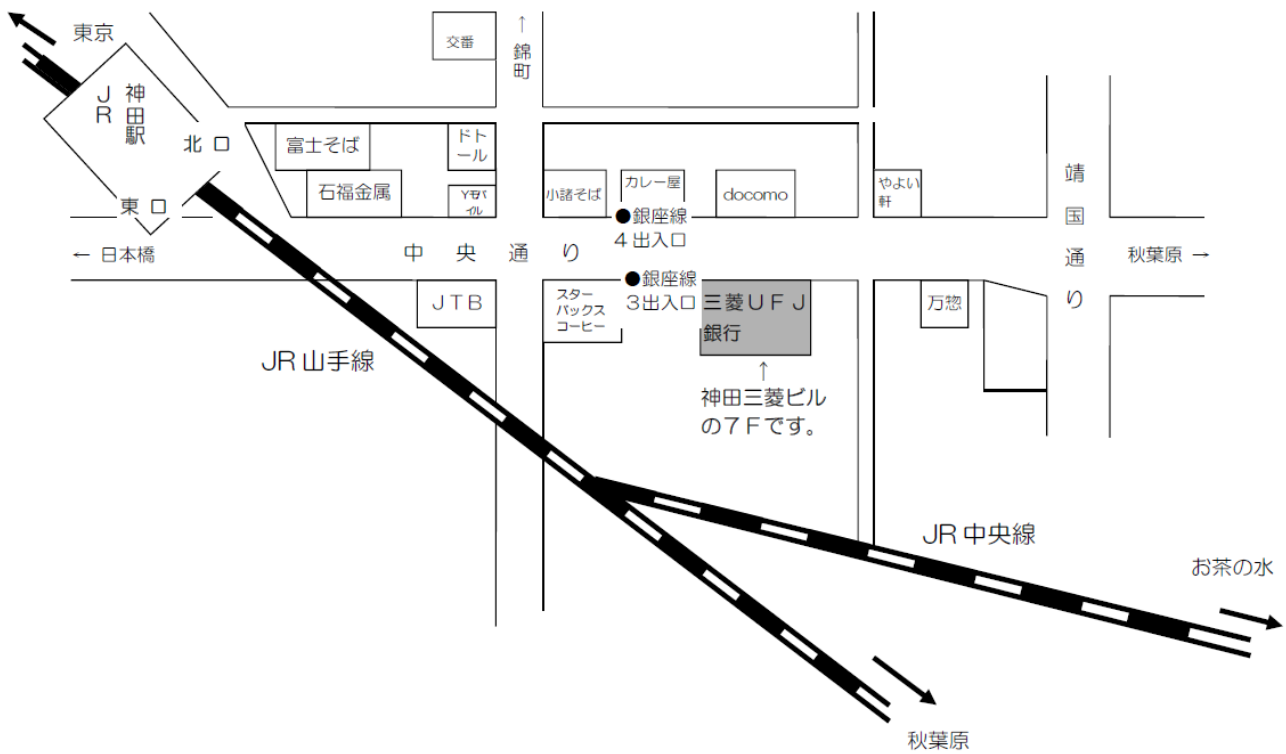 東京
神田駅
ＪＲ
北 口
東 口
交番
↑
錦町
富士そば
ドト
ール
石福金属
Ｙモバ
イル
小諸そば
カレー屋
docomo
やよい
軒
靖国通り
●銀座線
４出入口
← 日本橋
中央通り
秋葉原 →
●銀座線
３出入口
ＪＴＢ
スター
バックス
コーヒー
三菱ＵＦＪ
銀行
万惣
↑
神田三菱ビル
の７Ｆです。
JR 山手線
JR 中央線
お茶の水
秋葉原